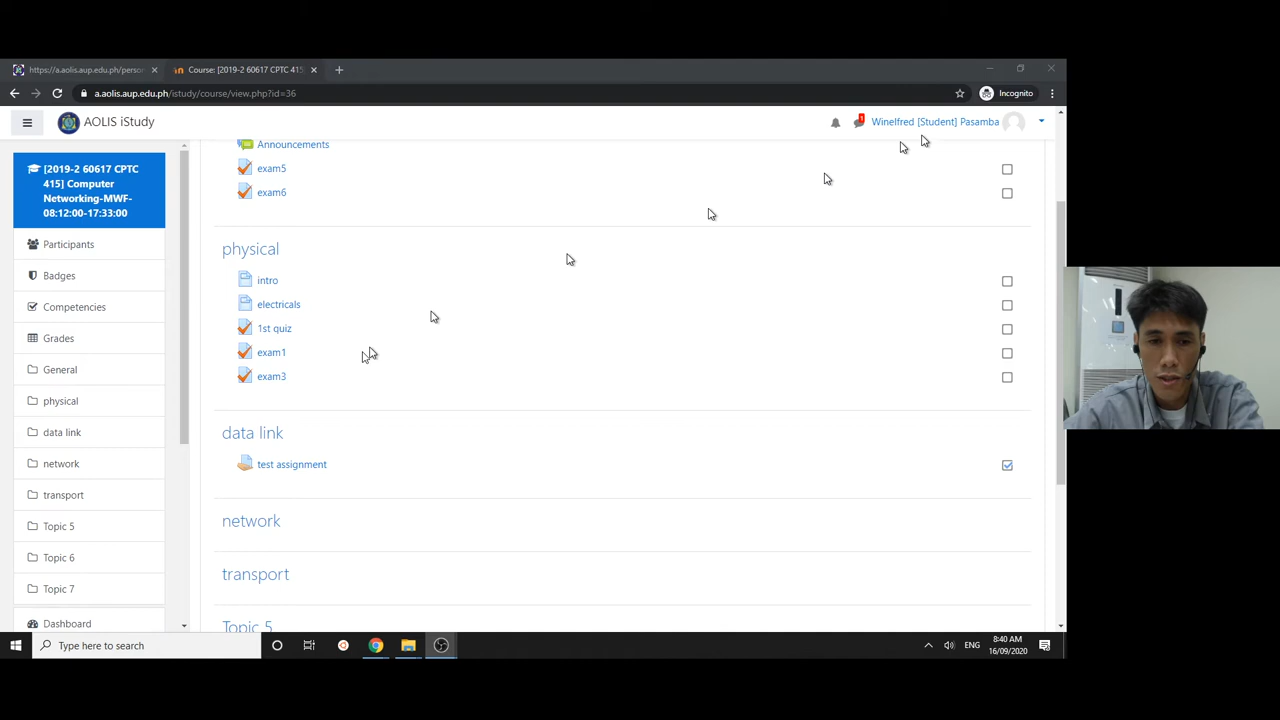 https://a.aolis.aup.edu.ph/person
Course: [2019-2 60617 CPTC 415]
a.aolis.aup.edu.ph/istudy/course/view.php?id=36
Incognito
AOLIS iStudy
1
Winelfred [Student] Pasamba
[2019-2 60617 CPTC
415] Computer
Networking-MWF-
08:12:00-17:33:00
Participants
Badges
Competencies
Grades
General
physical
data link
network
transport
Topic 5
Topic 6
Topic 7
Dashboard
Announcements
exam5
exam6
physical
intro
electricals
1st quiz
exam1
exam3
data link
test assignment
network
transport
Topic 5
Type here to search
ENG
8:40 AM
16/09/2020